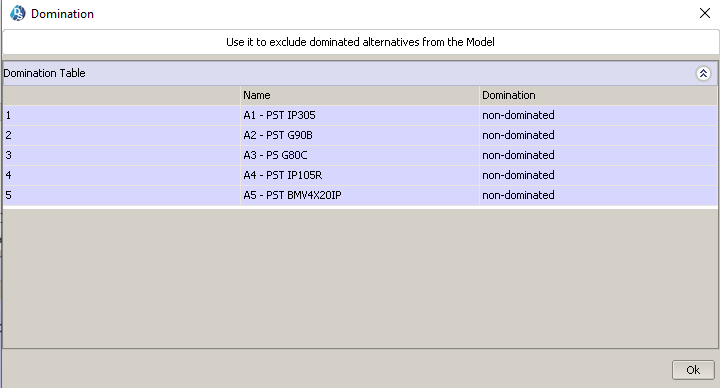 Domination
Use it to exclude dominated alternatives from the Model
Domination Table
Name Domination
1 A1 - PST IP305 non-dominated
2 A2 - PST G90B non-dominated
3 A3 - PS G80C non-dominated
4 A4 - PST IP105R non-dominated
5 A5 - PST BMV4X20IP non-dominated
Ok